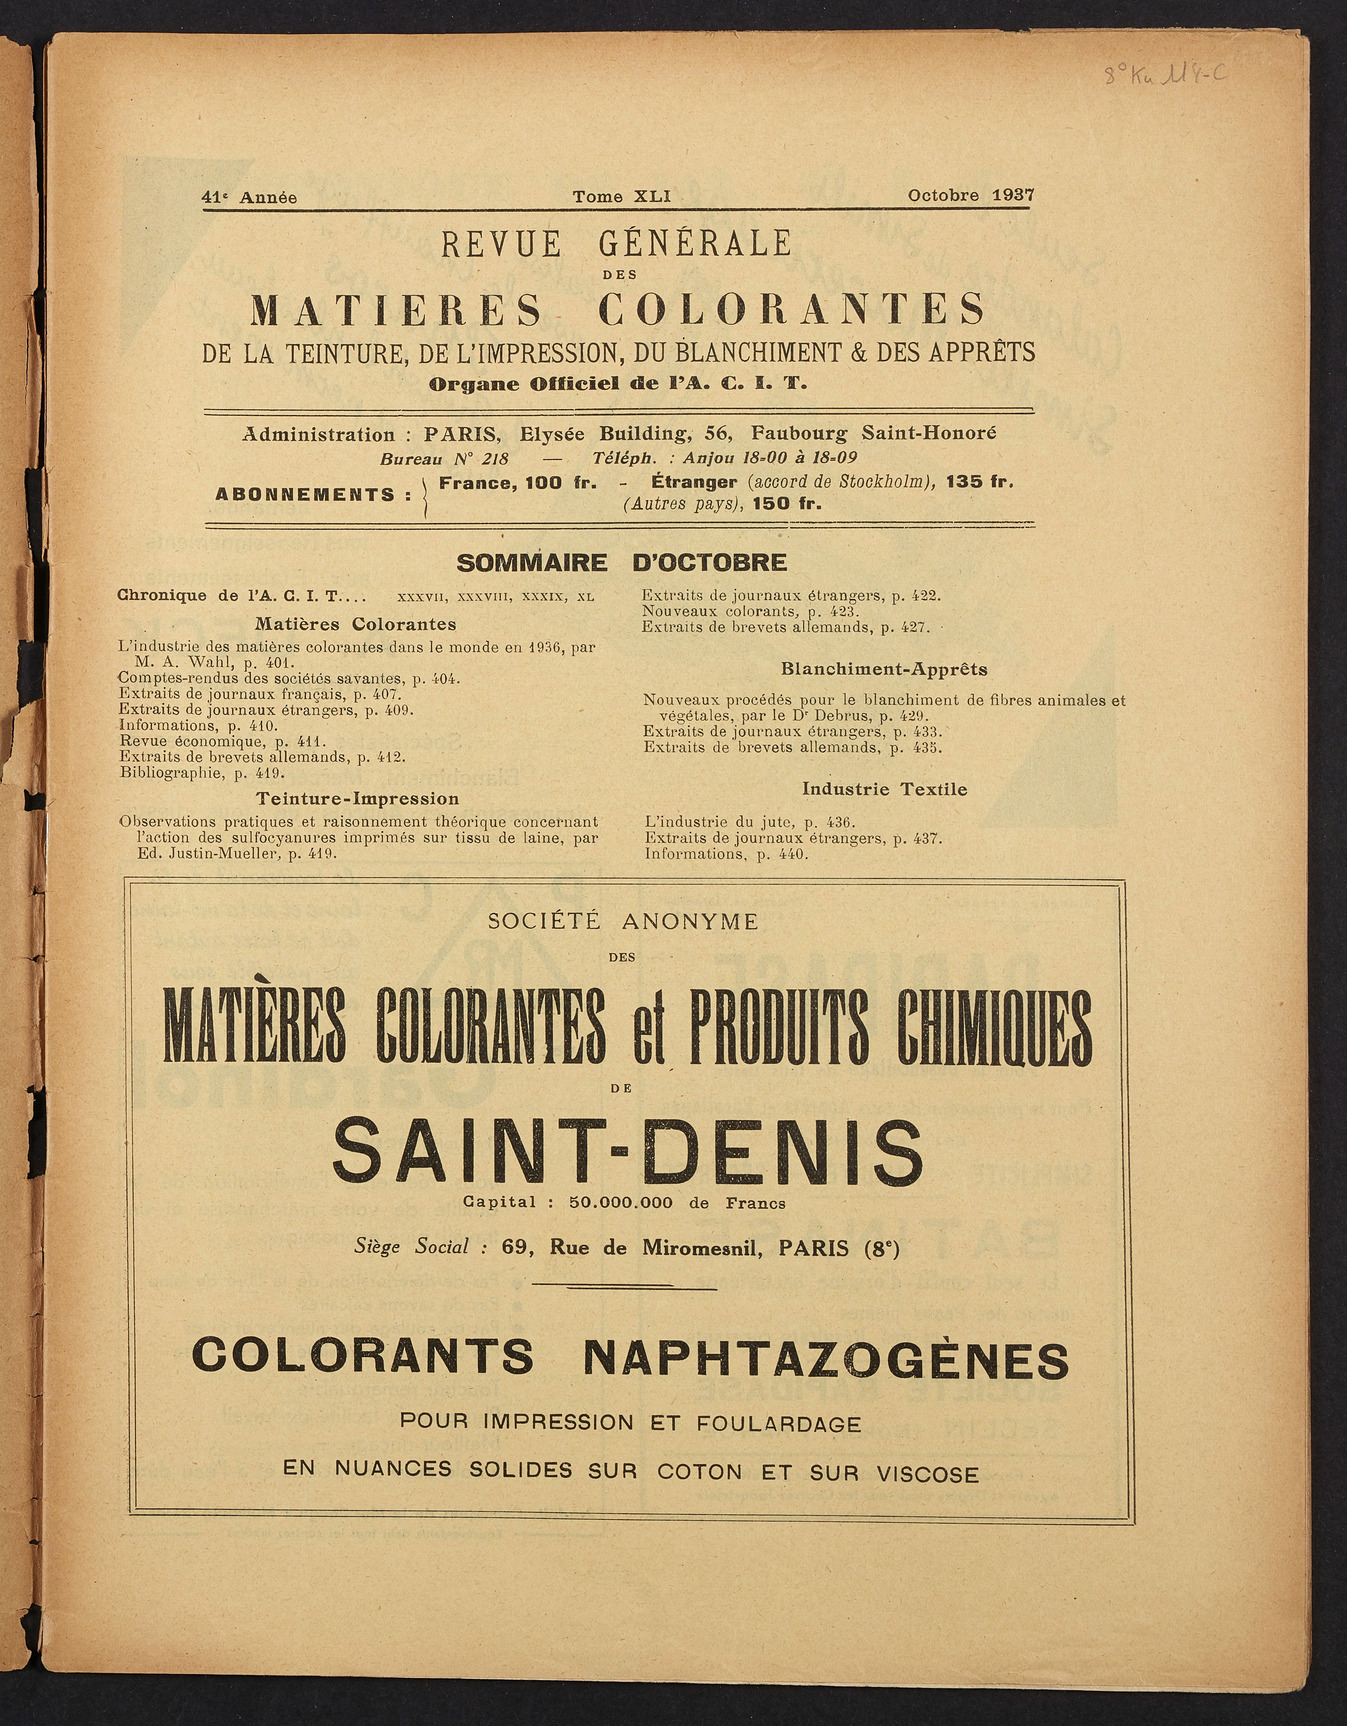 8° Ku 114-C
41e Année Tome XLI Octobre 1937
REVUE GÉNÉRALE
DES
MATIERES COLORANTES
DE LA TEINTURE, DE L'IMPRESSION, DU BLANCHIMENT & DES APPRÊTS
Organe Officiel de l'A. C. I. T.
Administration : PARIS, Elysée Building, 56, Faubourg Saint-Honoré
Bureau N° 218 — Téléph. : Anjou 18-00 à 18-09
ABONNEMENTS : France, 100 fr. - Étranger (accord de Stockholm), 135 fr.
(Autres pays), 150 fr.
SOMMAIRE D'OCTOBRE
Chronique de l'A. C. I. T.... XXXVII, XXXVIII, XXXIX, XL
Matières Colorantes
L'industrie des matières colorantes dans le monde en 1936, par
M. A. Wahl, p. 401.
Comptes-rendus des sociétés savantes, p. 404.
Extraits de journaux français, p. 407.
Extraits de journaux étrangers, p. 409.
Informations, p. 410.
Revue économique, p. 411.
Extraits de brevets allemands, p. 412.
Bibliographie, p. 419.
Teinture-Impression
Observations pratiques et raisonnement théorique concernant
l'action des sulfocyanures imprimés sur tissu de laine, par
Ed. Justin-Mueller, p. 419.
Extraits de journaux étrangers, p. 422.
Nouveaux colorants, p. 423.
Extraits de brevets allemands, p. 427.
Blanchiment-Apprêts
Nouveaux procédés pour le blanchiment de fibres animales et
végétales, par le Dr Debrus, p. 429.
Extraits de journaux étrangers, p. 433.
Extraits de brevets allemands, p. 435.
Industrie Textile
L'industrie du jute, p. 436.
Extraits de journaux étrangers, p. 437.
Informations, p. 440.
SOCIÉTÉ ANONYME
DES
MATIÈRES COLORANTES et PRODUITS CHIMIQUES
DE
SAINT-DENIS
Capital : 50.000.000 de Francs
Siège Social : 69, Rue de Miromesnil, PARIS (8e)
COLORANTS NAPHTAZOGÈNES
POUR IMPRESSION ET FOULARDAGE
EN NUANCES SOLIDES SUR COTON ET SUR VISCOSE